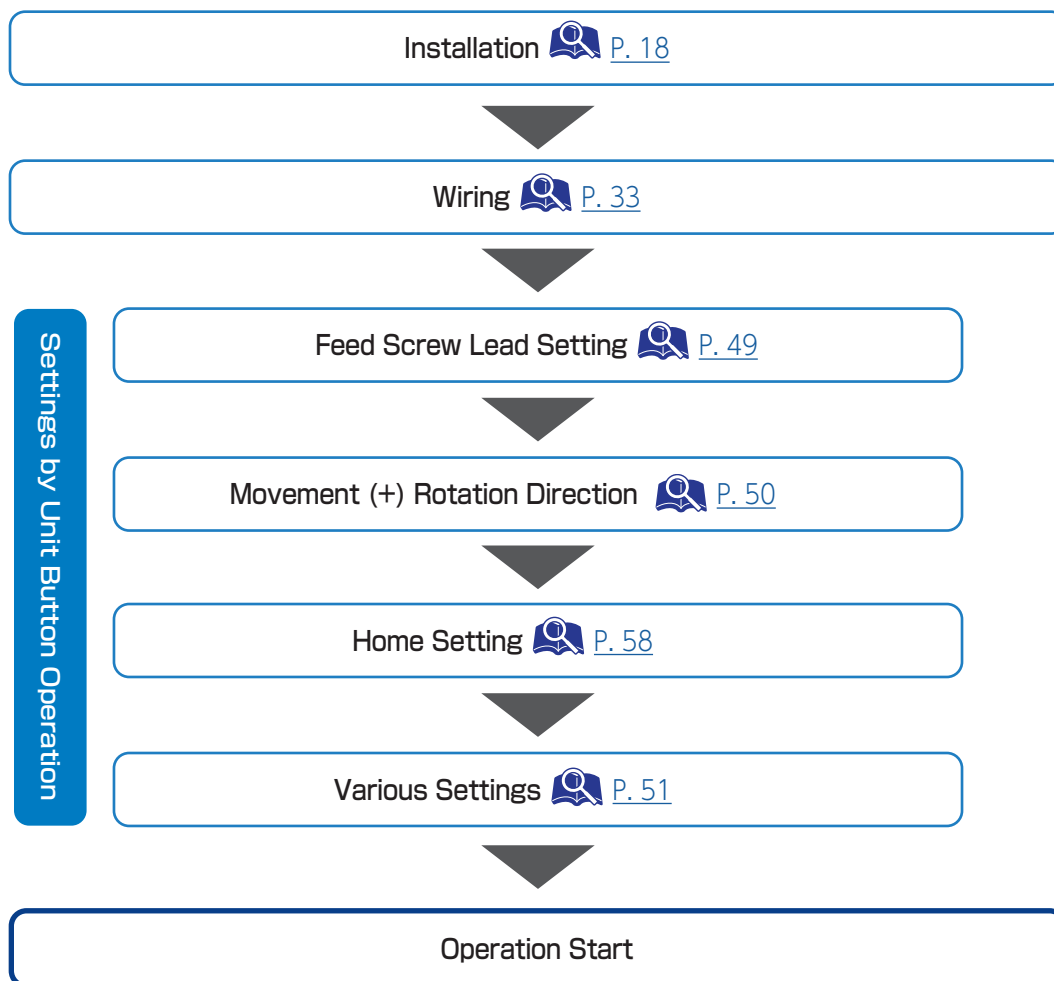 Installation P. 18
Wiring P. 33
Settings by Unit Button Operation
Feed Screw Lead Setting P. 49
Movement (+) Rotation Direction P. 50
Home Setting P. 58
Various Settings P. 51
Operation Start